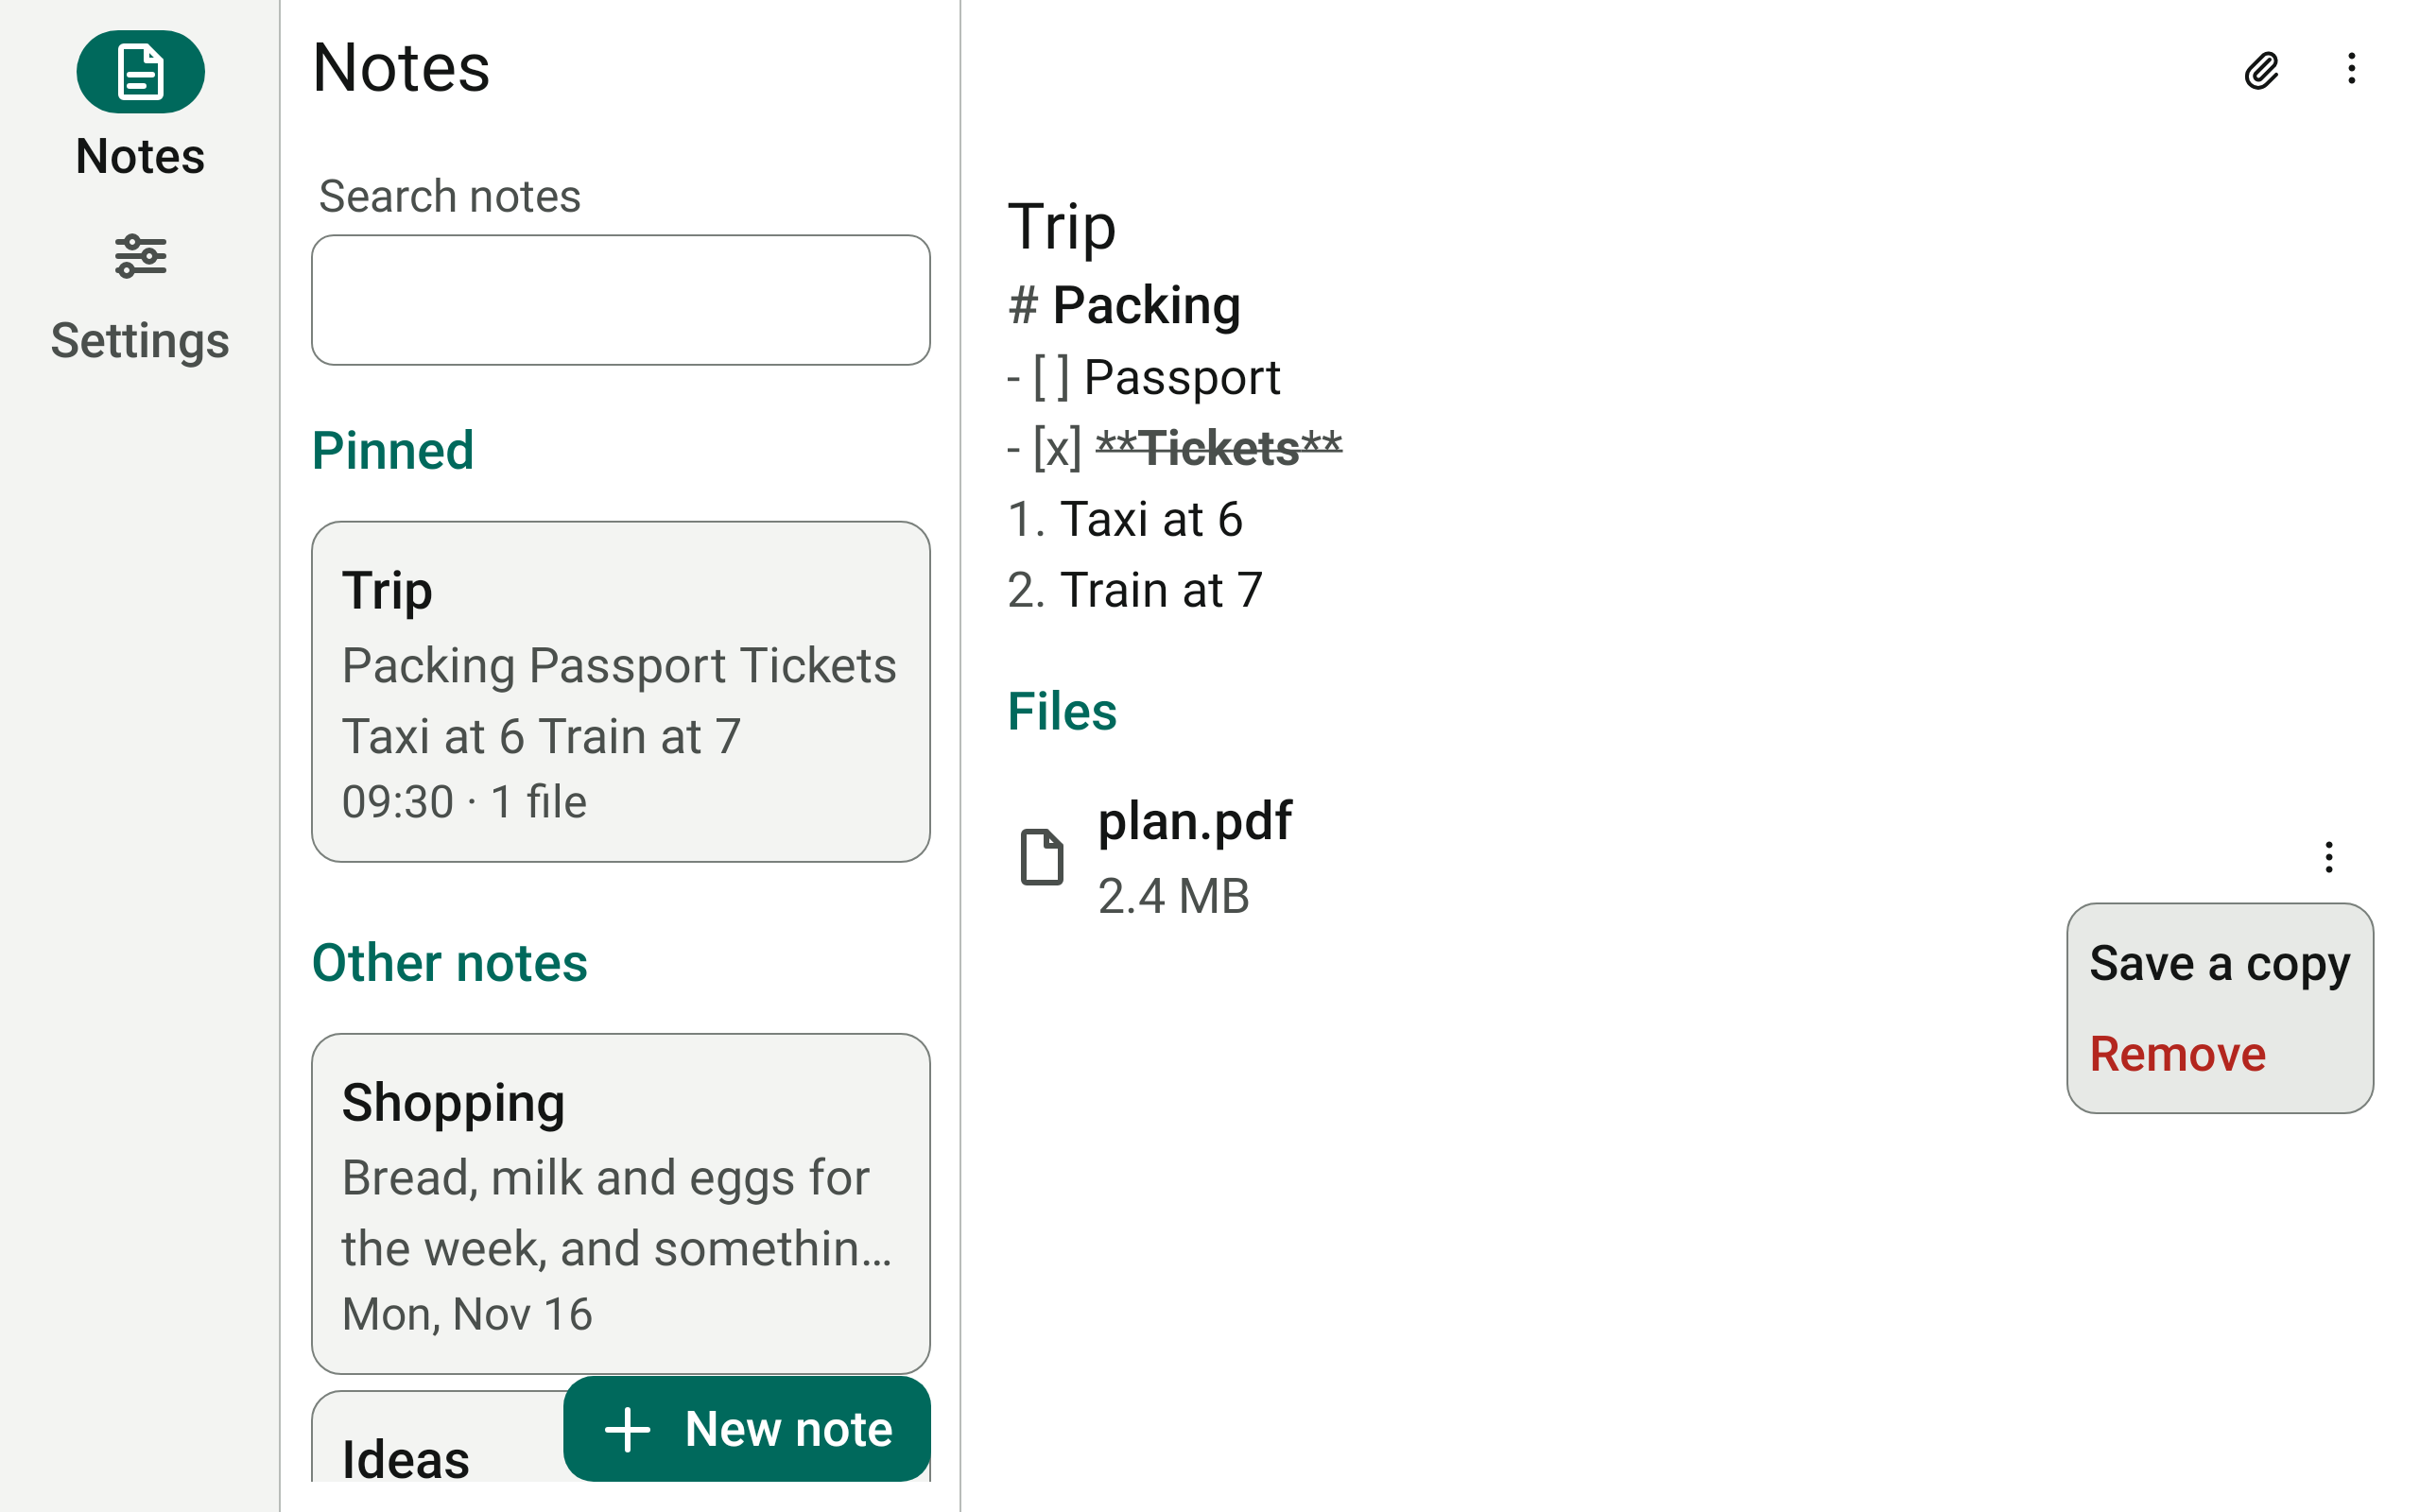 Notes
Settings
Notes
Search notes
Pinned
Trip
Packing Passport Tickets
Taxi at 6 Train at 7
09:30 · 1 file
Other notes
Shopping
Bread, milk and eggs for
the week, and somethin…
Mon, Nov 16
Ideas
New note
Trip
# Packing
- [ ] Passport
- [x] **Tickets**
1. Taxi at 6
2. Train at 7
Files
plan.pdf
2.4 MB
Save a copy
Remove